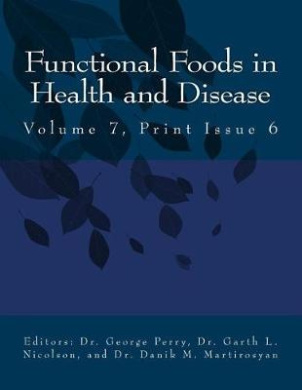 Functional Foods in
Health and Disease
Volume 7, Print Issue 6
Editors: Dr. George Perry, Dr. Garth L.
Nicolson, and Dr. Danik M. Martirosyan